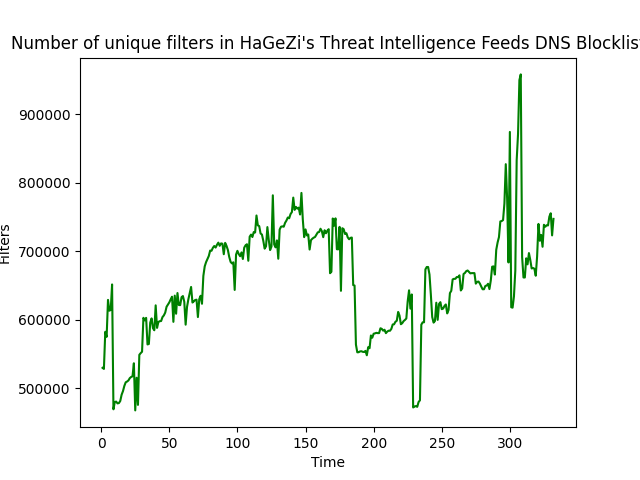 Number of unique filters in HaGeZi's Threat Intelligence Feeds DNS Blocklist
900000
800000
700000
600000
500000
Filters
0 50 100 150 200 250 300
Time